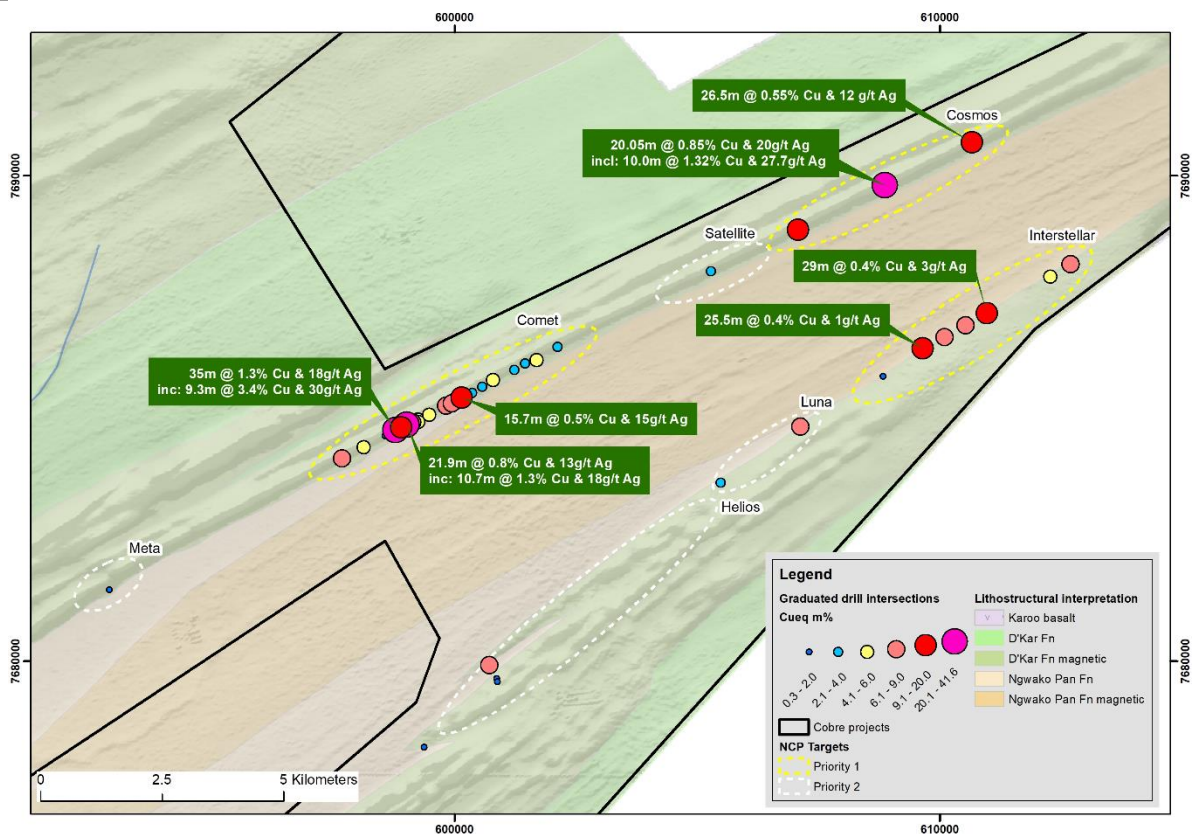 600000
610000
7690000
7690000
7680000
7680000
26.5m @ 0.55% Cu & 12 g/t Ag
Cosmos
20.05m @ 0.85% Cu & 20g/t Ag
incl: 10.0m @ 1.32% Cu & 27.7g/t Ag
Satellite
Interstellar
29m @ 0.4% Cu & 3g/t Ag
25.5m @ 0.4% Cu & 1g/t Ag
Comet
35m @ 1.3% Cu & 18g/t Ag
inc: 9.3m @ 3.4% Cu & 30g/t Ag
15.7m @ 0.5% Cu & 15g/t Ag
Luna
21.9m @ 0.8% Cu & 13g/t Ag
inc: 10.7m @ 1.3% Cu & 18g/t Ag
Helios
Meta
Legend
Graduated drill intersections
Cueq m%
0.3 - 2.0
2.1 - 4.0
4.1 - 6.0
6.1 - 9.0
9.1 - 20.0
20.1 - 41.6
Cobre projects
NCP Targets
Priority 1
Priority 2
Lithostructural interpretation
v
Karoo basalt
D'Kar Fn
D'Kar Fn magnetic
Ngwako Pan Fn
Ngwako Pan Fn magnetic
0
2.5
5 Kilometers
600000
610000